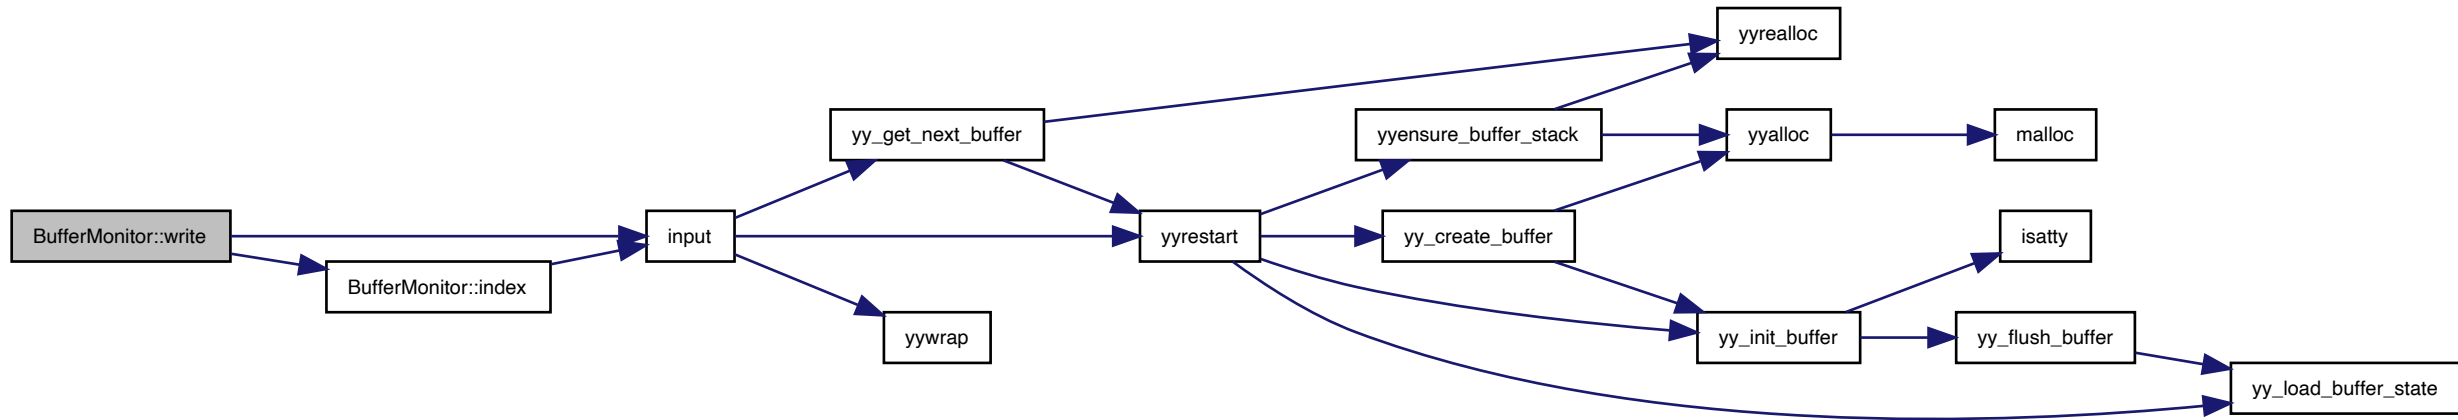 BufferMonitor::write
BufferMonitor::index
input
yy_get_next_buffer
yywrap
yyrestart
yyensure_buffer_stack
yy_create_buffer
yyrealloc
yyalloc
yy_init_buffer
malloc
isatty
yy_flush_buffer
yy_load_buffer_state